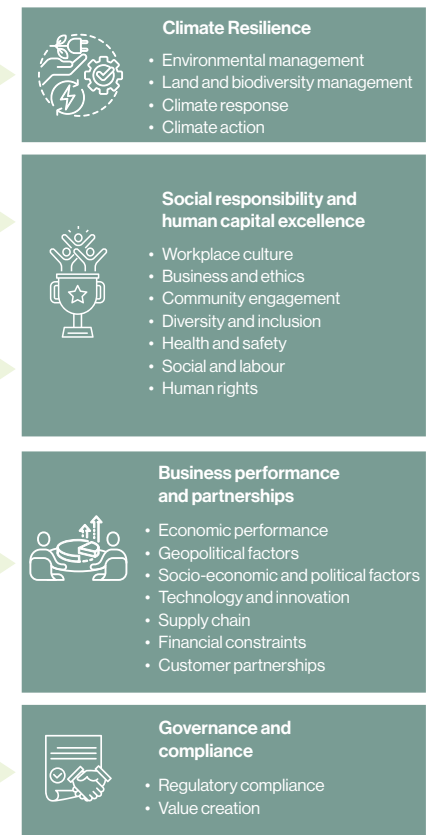 Climate Resilience
• Environmental management
• Land and biodiversity management
• Climate response
• Climate action
Social responsibility and
human capital excellence
• Workplace culture
• Business and ethics
• Community engagement
• Diversity and inclusion
• Health and safety
• Social and labour
• Human rights
Business performance
and partnerships
• Economic performance
• Geopolitical factors
• Socio-economic and political factors
• Technology and innovation
• Supply chain
• Financial constraints
• Customer partnerships
Governance and
compliance
• Regulatory compliance
• Value creation